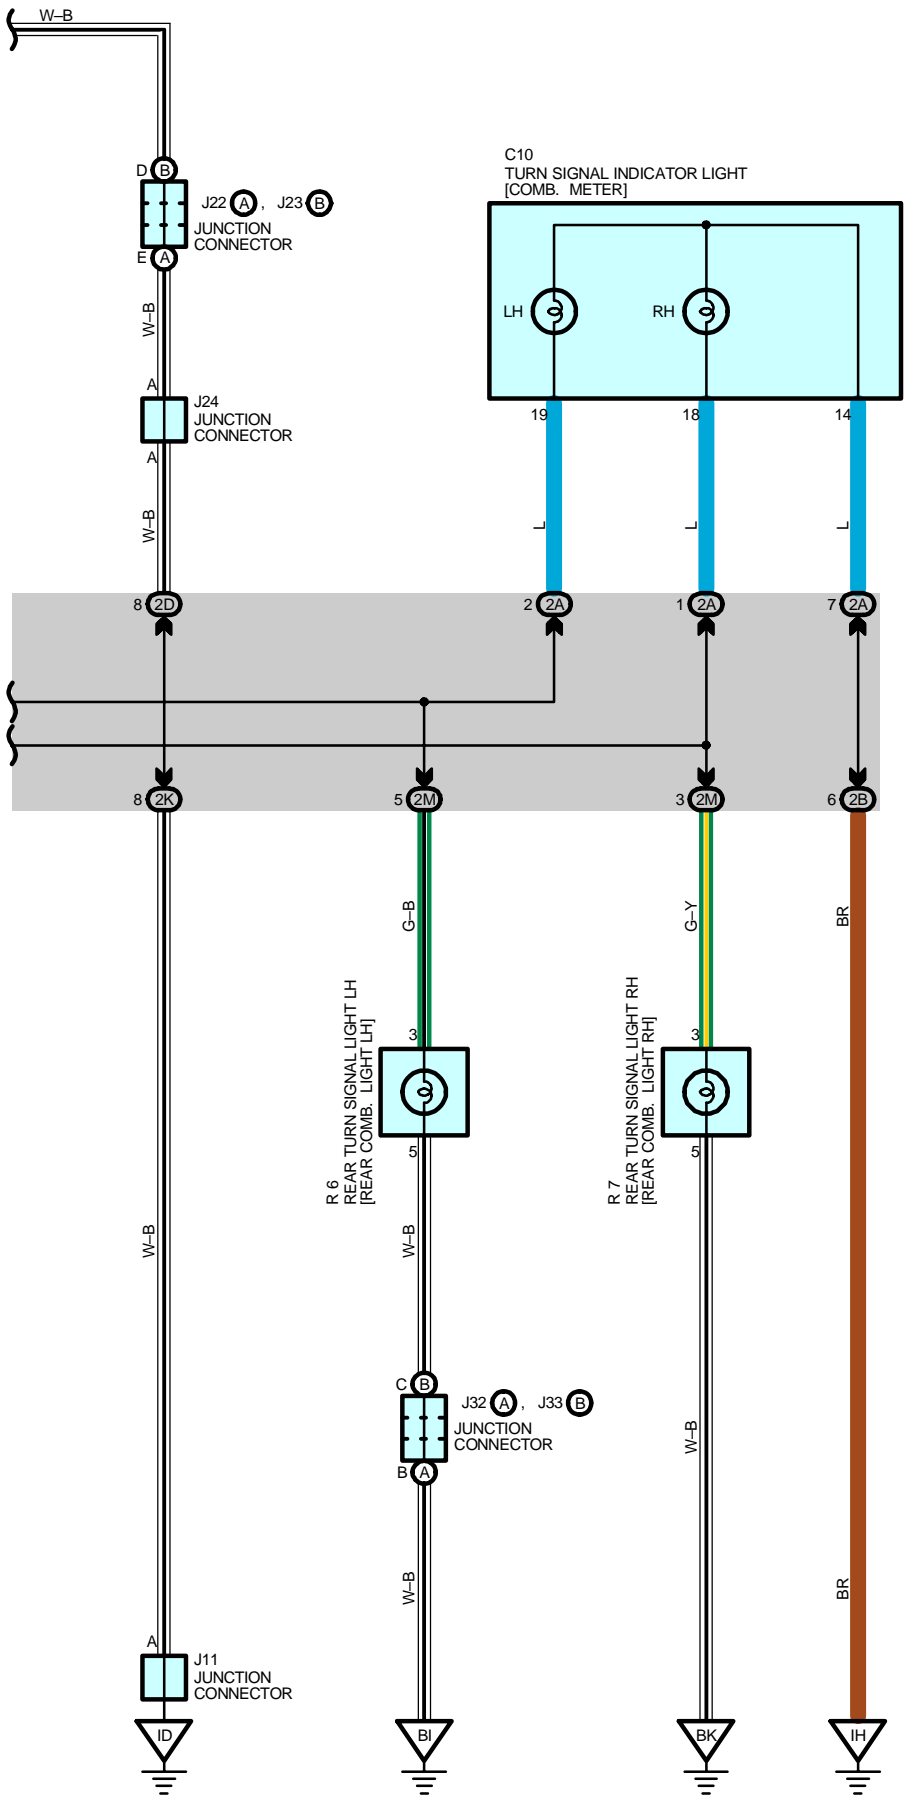 W–B
D B
J22 A , J23 B
JUNCTION
CONNECTOR
E A
W–B
A
J24
JUNCTION
CONNECTOR
A
W–B
C10
TURN SIGNAL INDICATOR LIGHT
[COMB. METER]
LH
RH
19
18
14
L
L
L
8 2D
2 2A
1 2A
7 2A
8 2K
5 2M
3 2M
6 2B
G–B
G–Y
BR
3
R 6
REAR TURN SIGNAL LIGHT LH
[REAR COMB. LIGHT LH]
5
3
R 7
REAR TURN SIGNAL LIGHT RH
[REAR COMB. LIGHT RH]
5
W–B
W–B
C B
J32 A , J33 B
JUNCTION
CONNECTOR
B A
W–B
W–B
BR
A
J11
JUNCTION
CONNECTOR
ID
BI
BK
IH